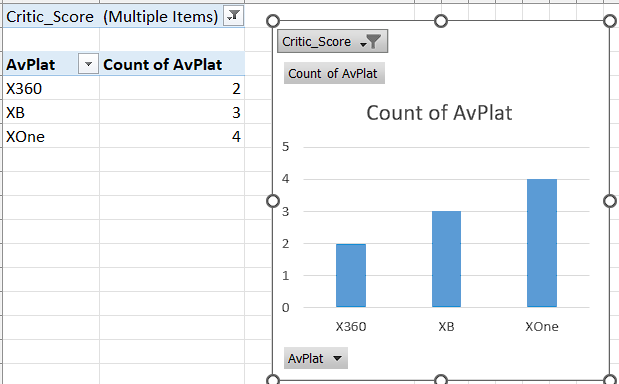 Critic_Score (Multiple Items)
AvPlat Count of AvPlat
X360 2
XB 3
XOne 4
Critic_Score
Count of AvPlat
Count of AvPlat
5
4
3
2
1
0
X360 XB XOne
AvPlat